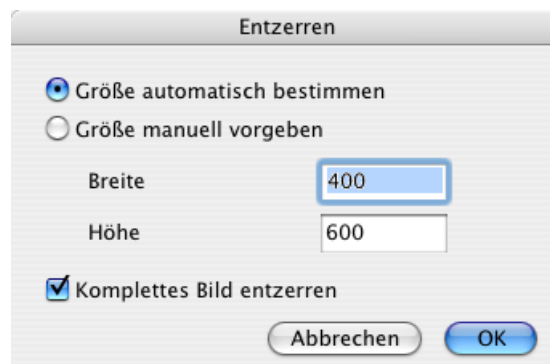 Entzerren
Größe automatisch bestimmen
Größe manuell vorgeben
Breite 400
Höhe 600
Komplettes Bild entzerren
Abbrechen OK